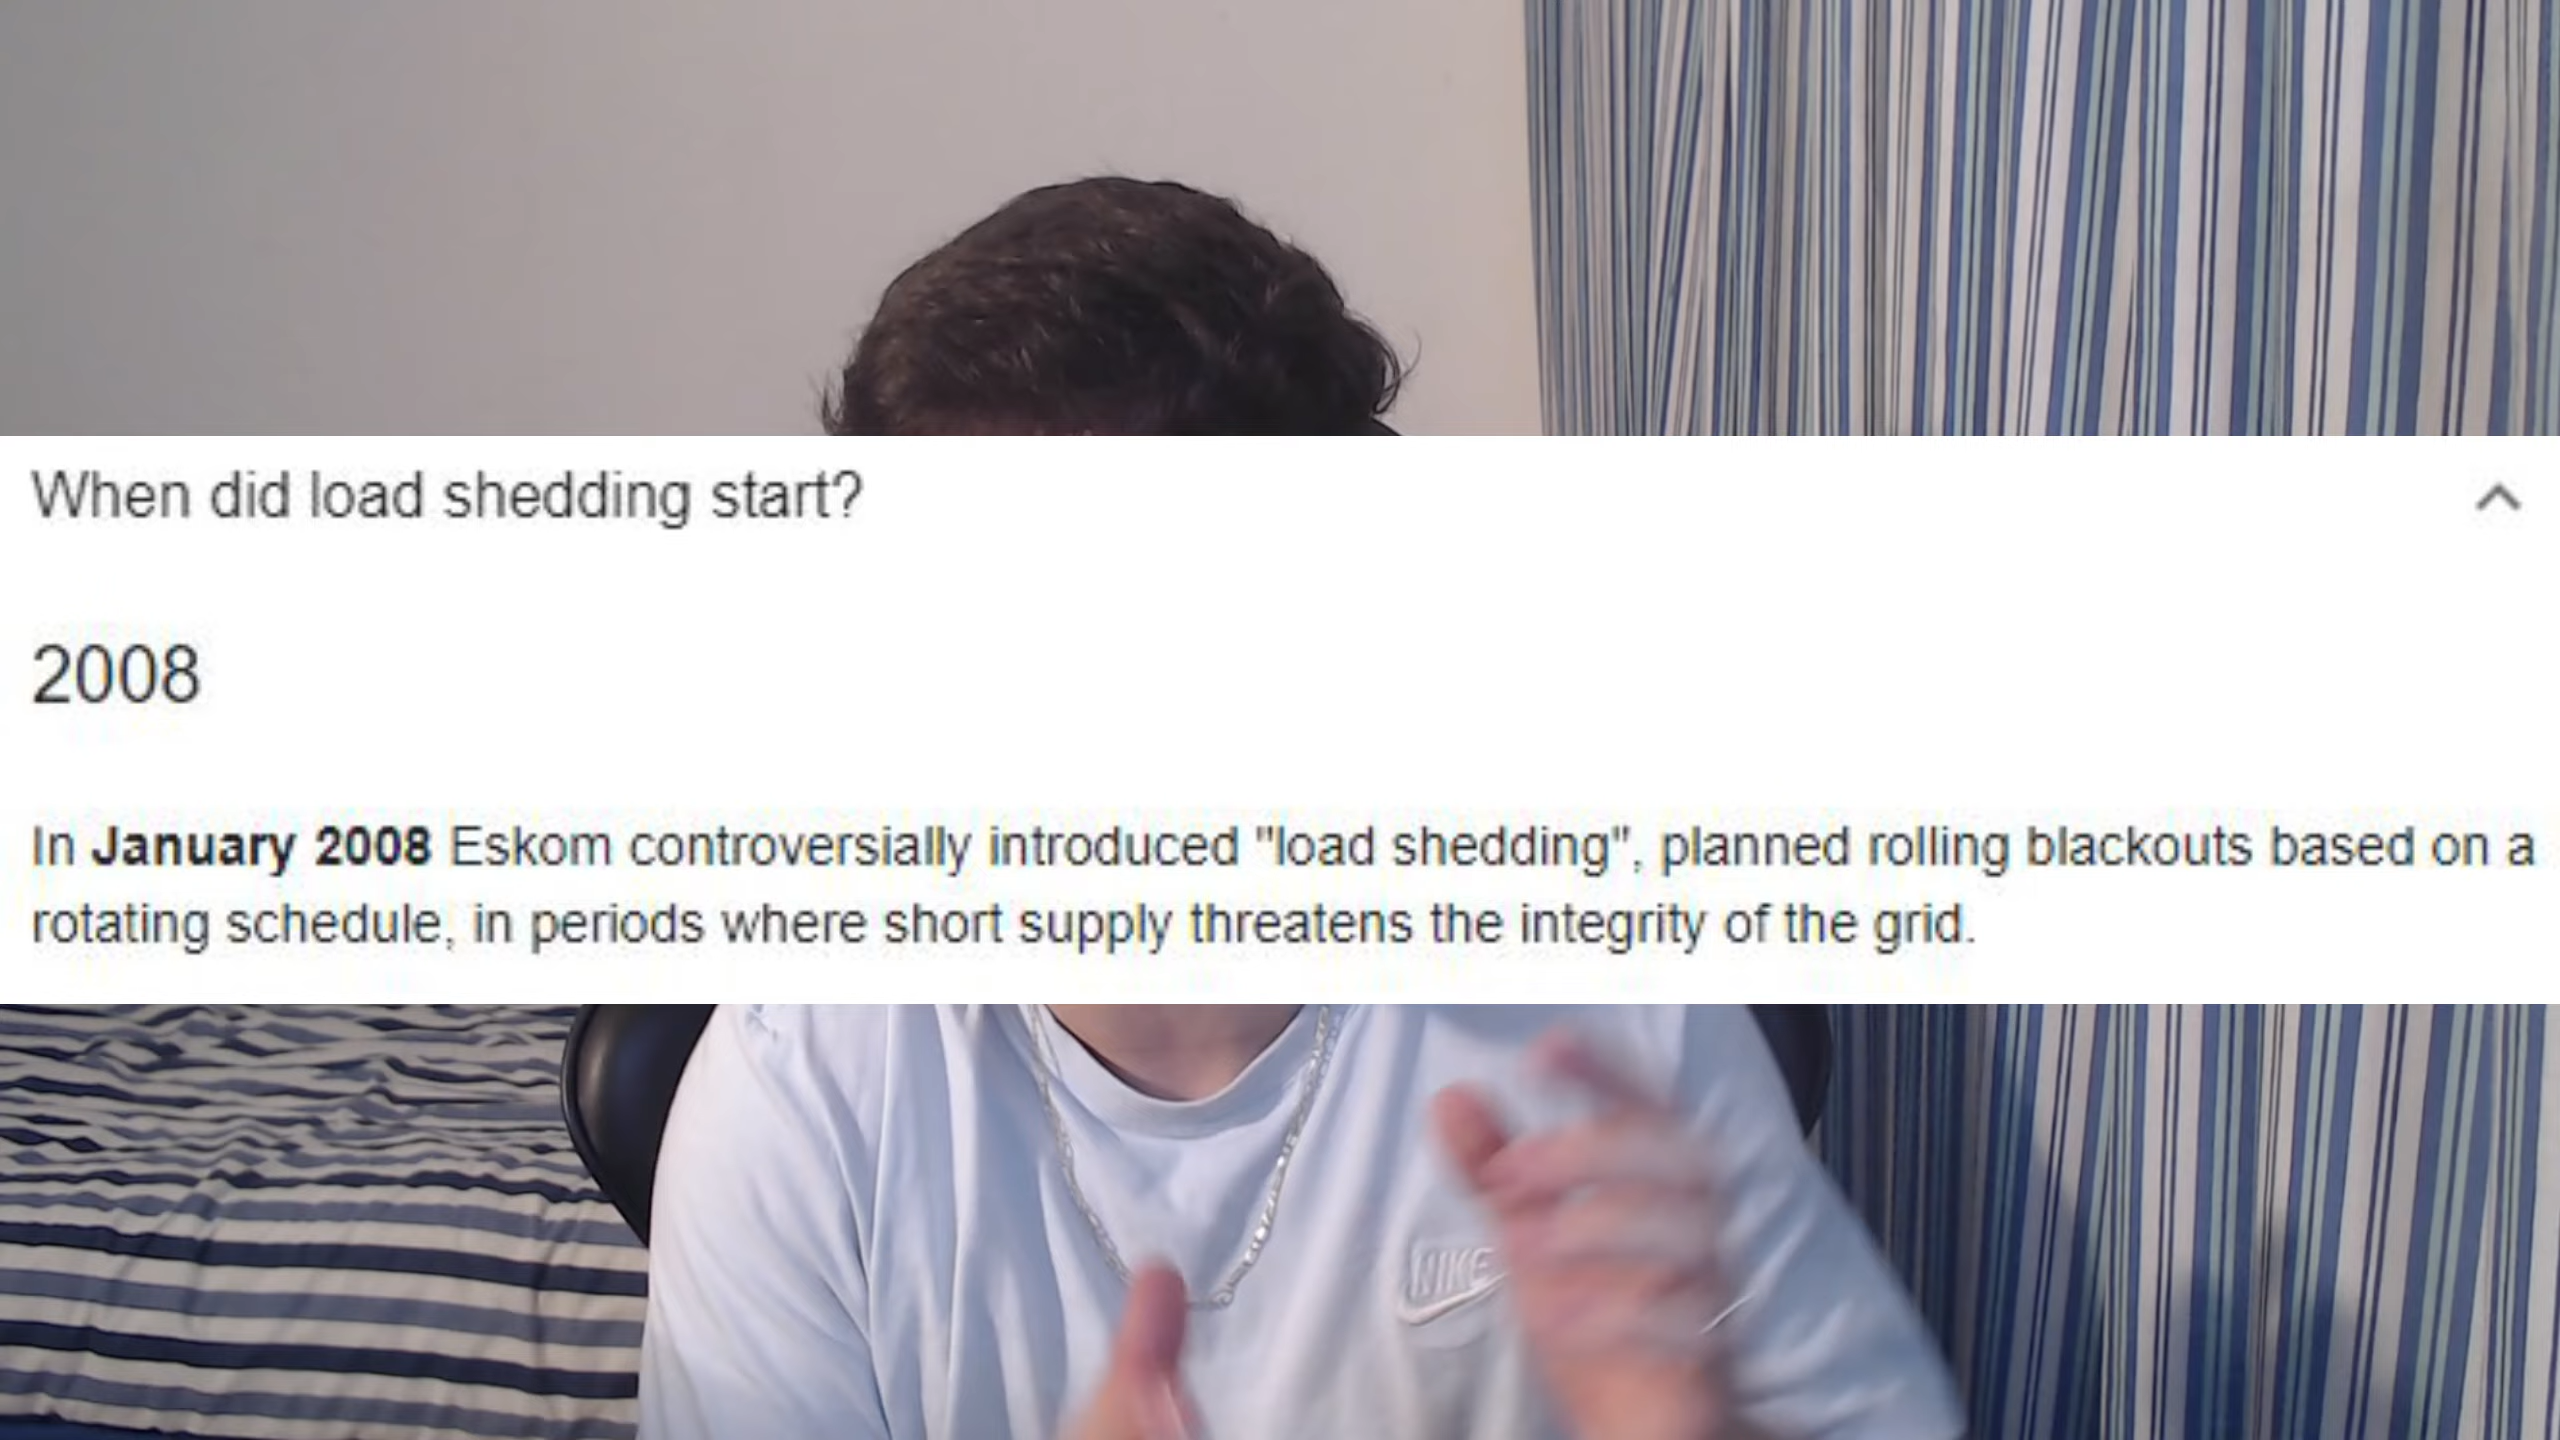 When did load shedding start?
2008
In January 2008 Eskom controversially introduced "load shedding", planned rolling blackouts based on a
rotating schedule, in periods where short supply threatens the integrity of the grid.
NIKE